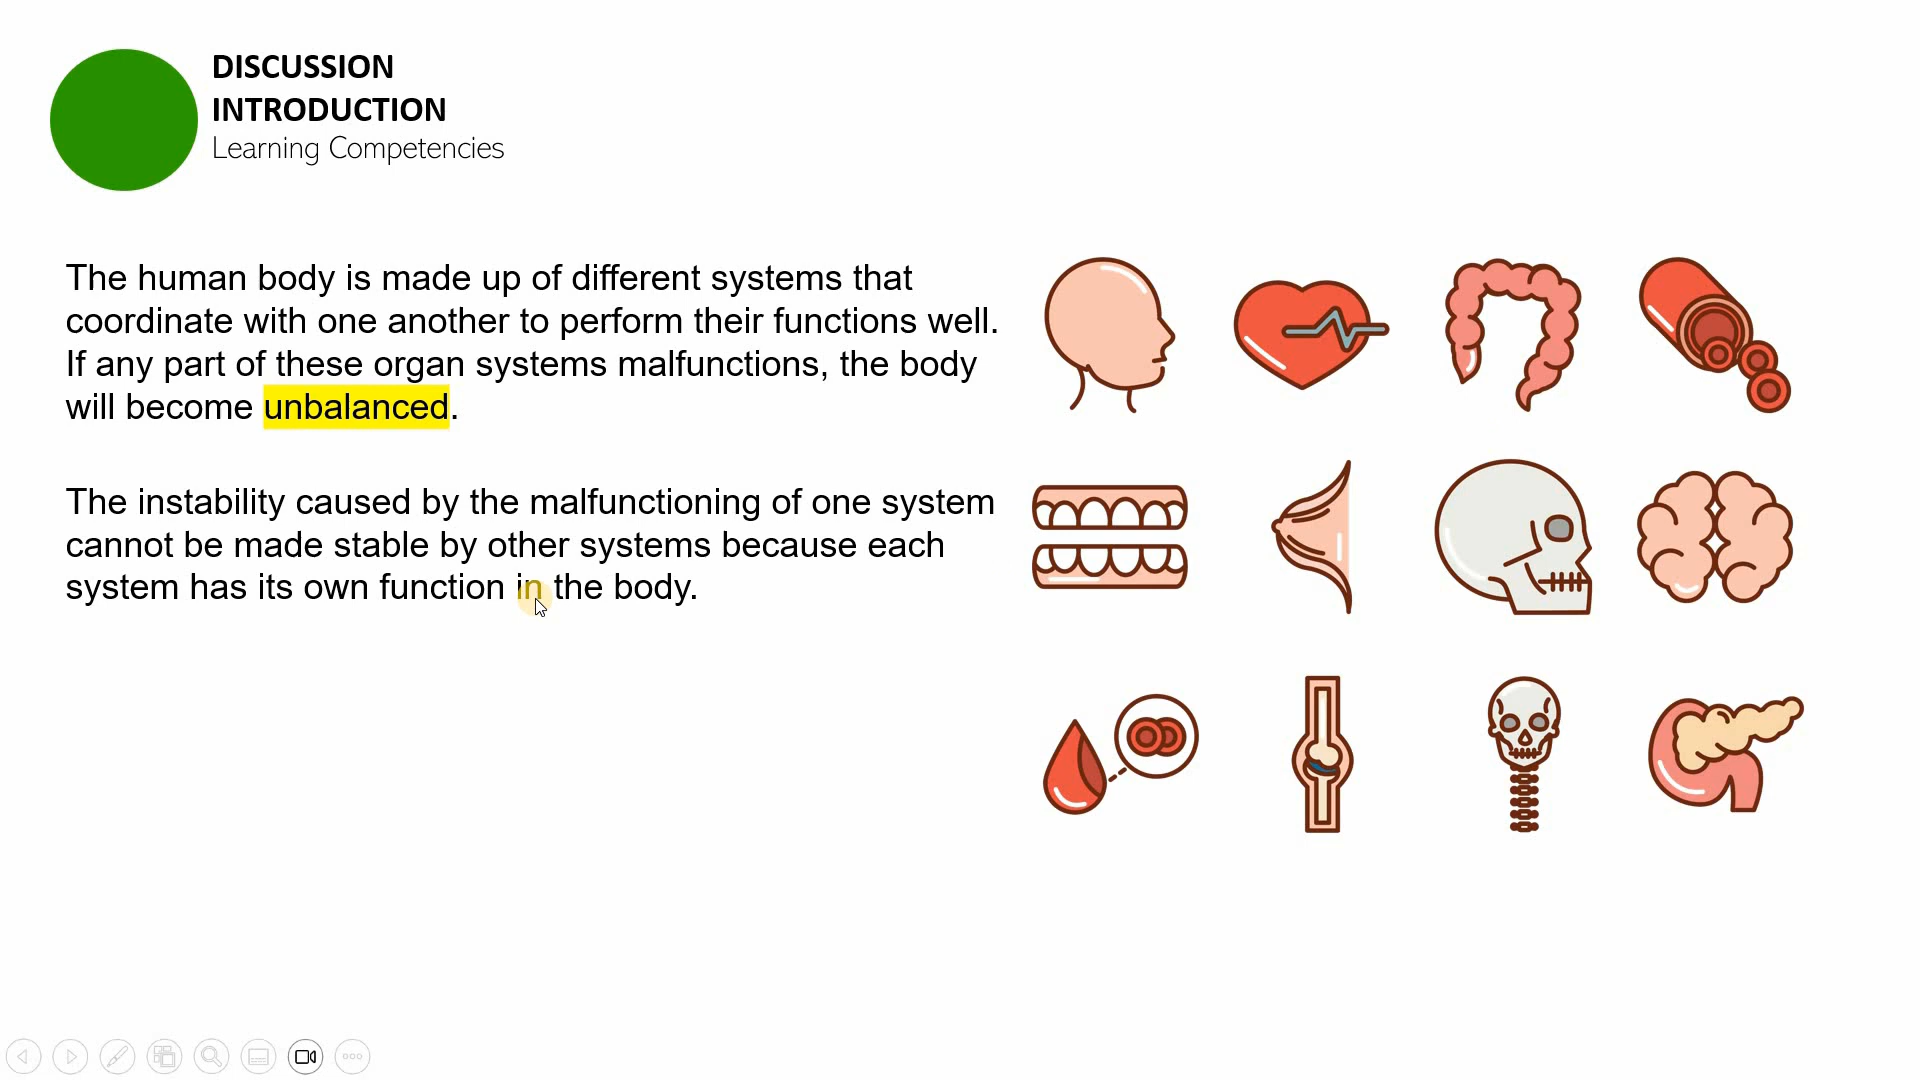 DISCUSSION
INTRODUCTION
Learning Competencies
The human body is made up of different systems that
coordinate with one another to perform their functions well.
If any part of these organ systems malfunctions, the body
will become unbalanced.
The instability caused by the malfunctioning of one system
cannot be made stable by other systems because each
system has its own function in the body.